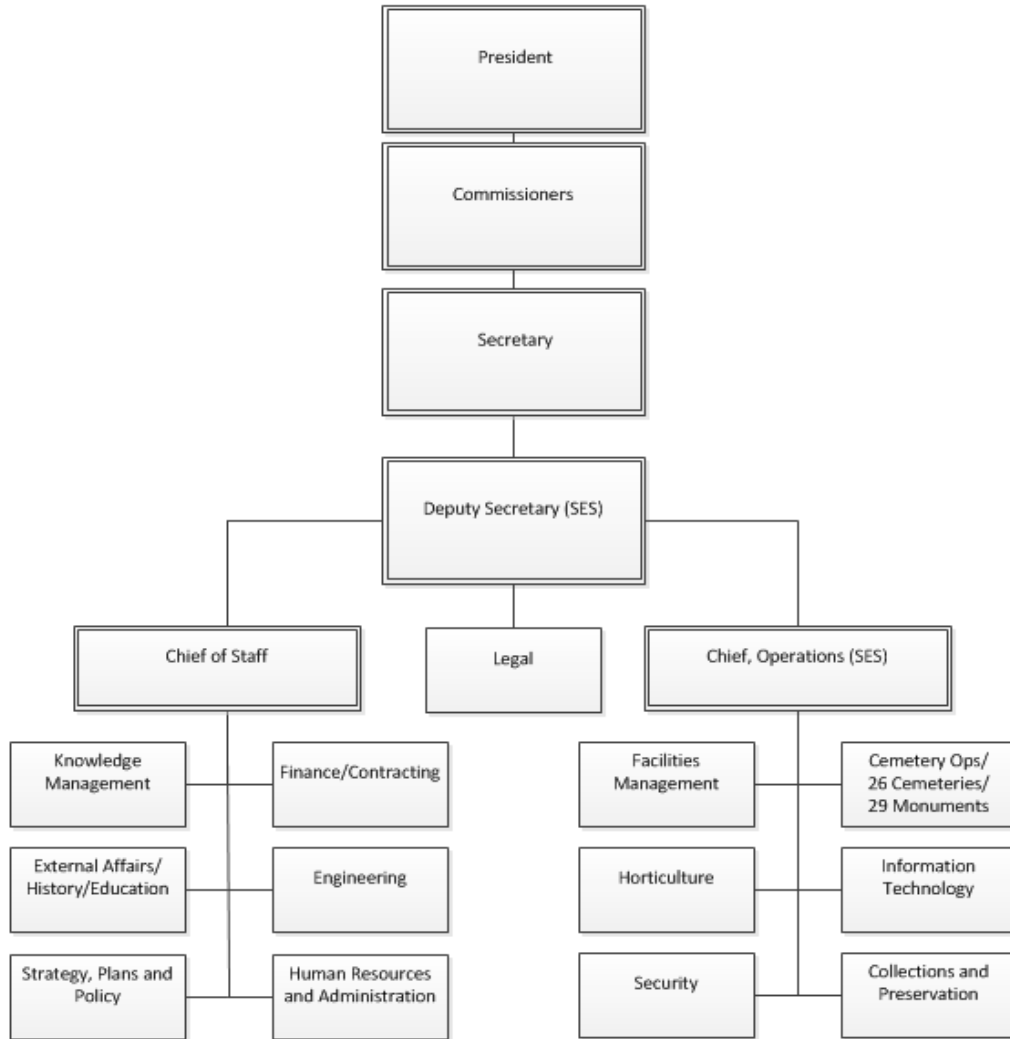 President
Commissioners
Secretary
Deputy Secretary (SES)
Chief of Staff
Legal
Chief, Operations (SES)
Knowledge
Management
Finance/Contracting
Facilities
Management
Cemetery Ops/
26 Cemeteries/
29 Monuments
External Affairs/
History/Education
Engineering
Horticulture
Information
Technology
Strategy, Plans and
Policy
Human Resources
and Administration
Security
Collections and
Preservation